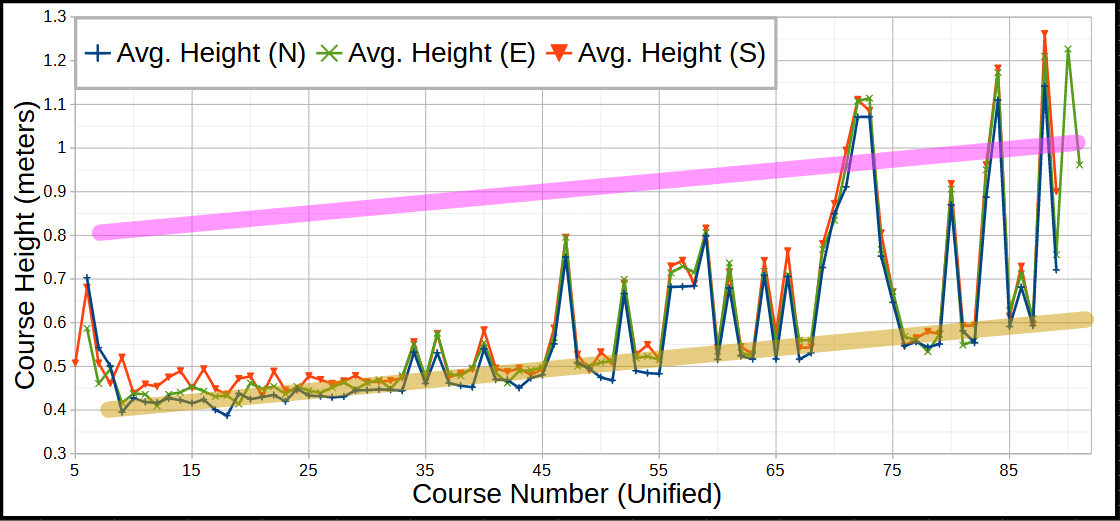 1.3
Avg. Height (N) Avg. Height (E) Avg. Height (S)
1.2
1.1
1
0.9
0.8
0.7
0.6
0.5
0.4
0.3
Course Height (meters)
5 15 25 35 45 55 65 75 85
Course Number (Unified)